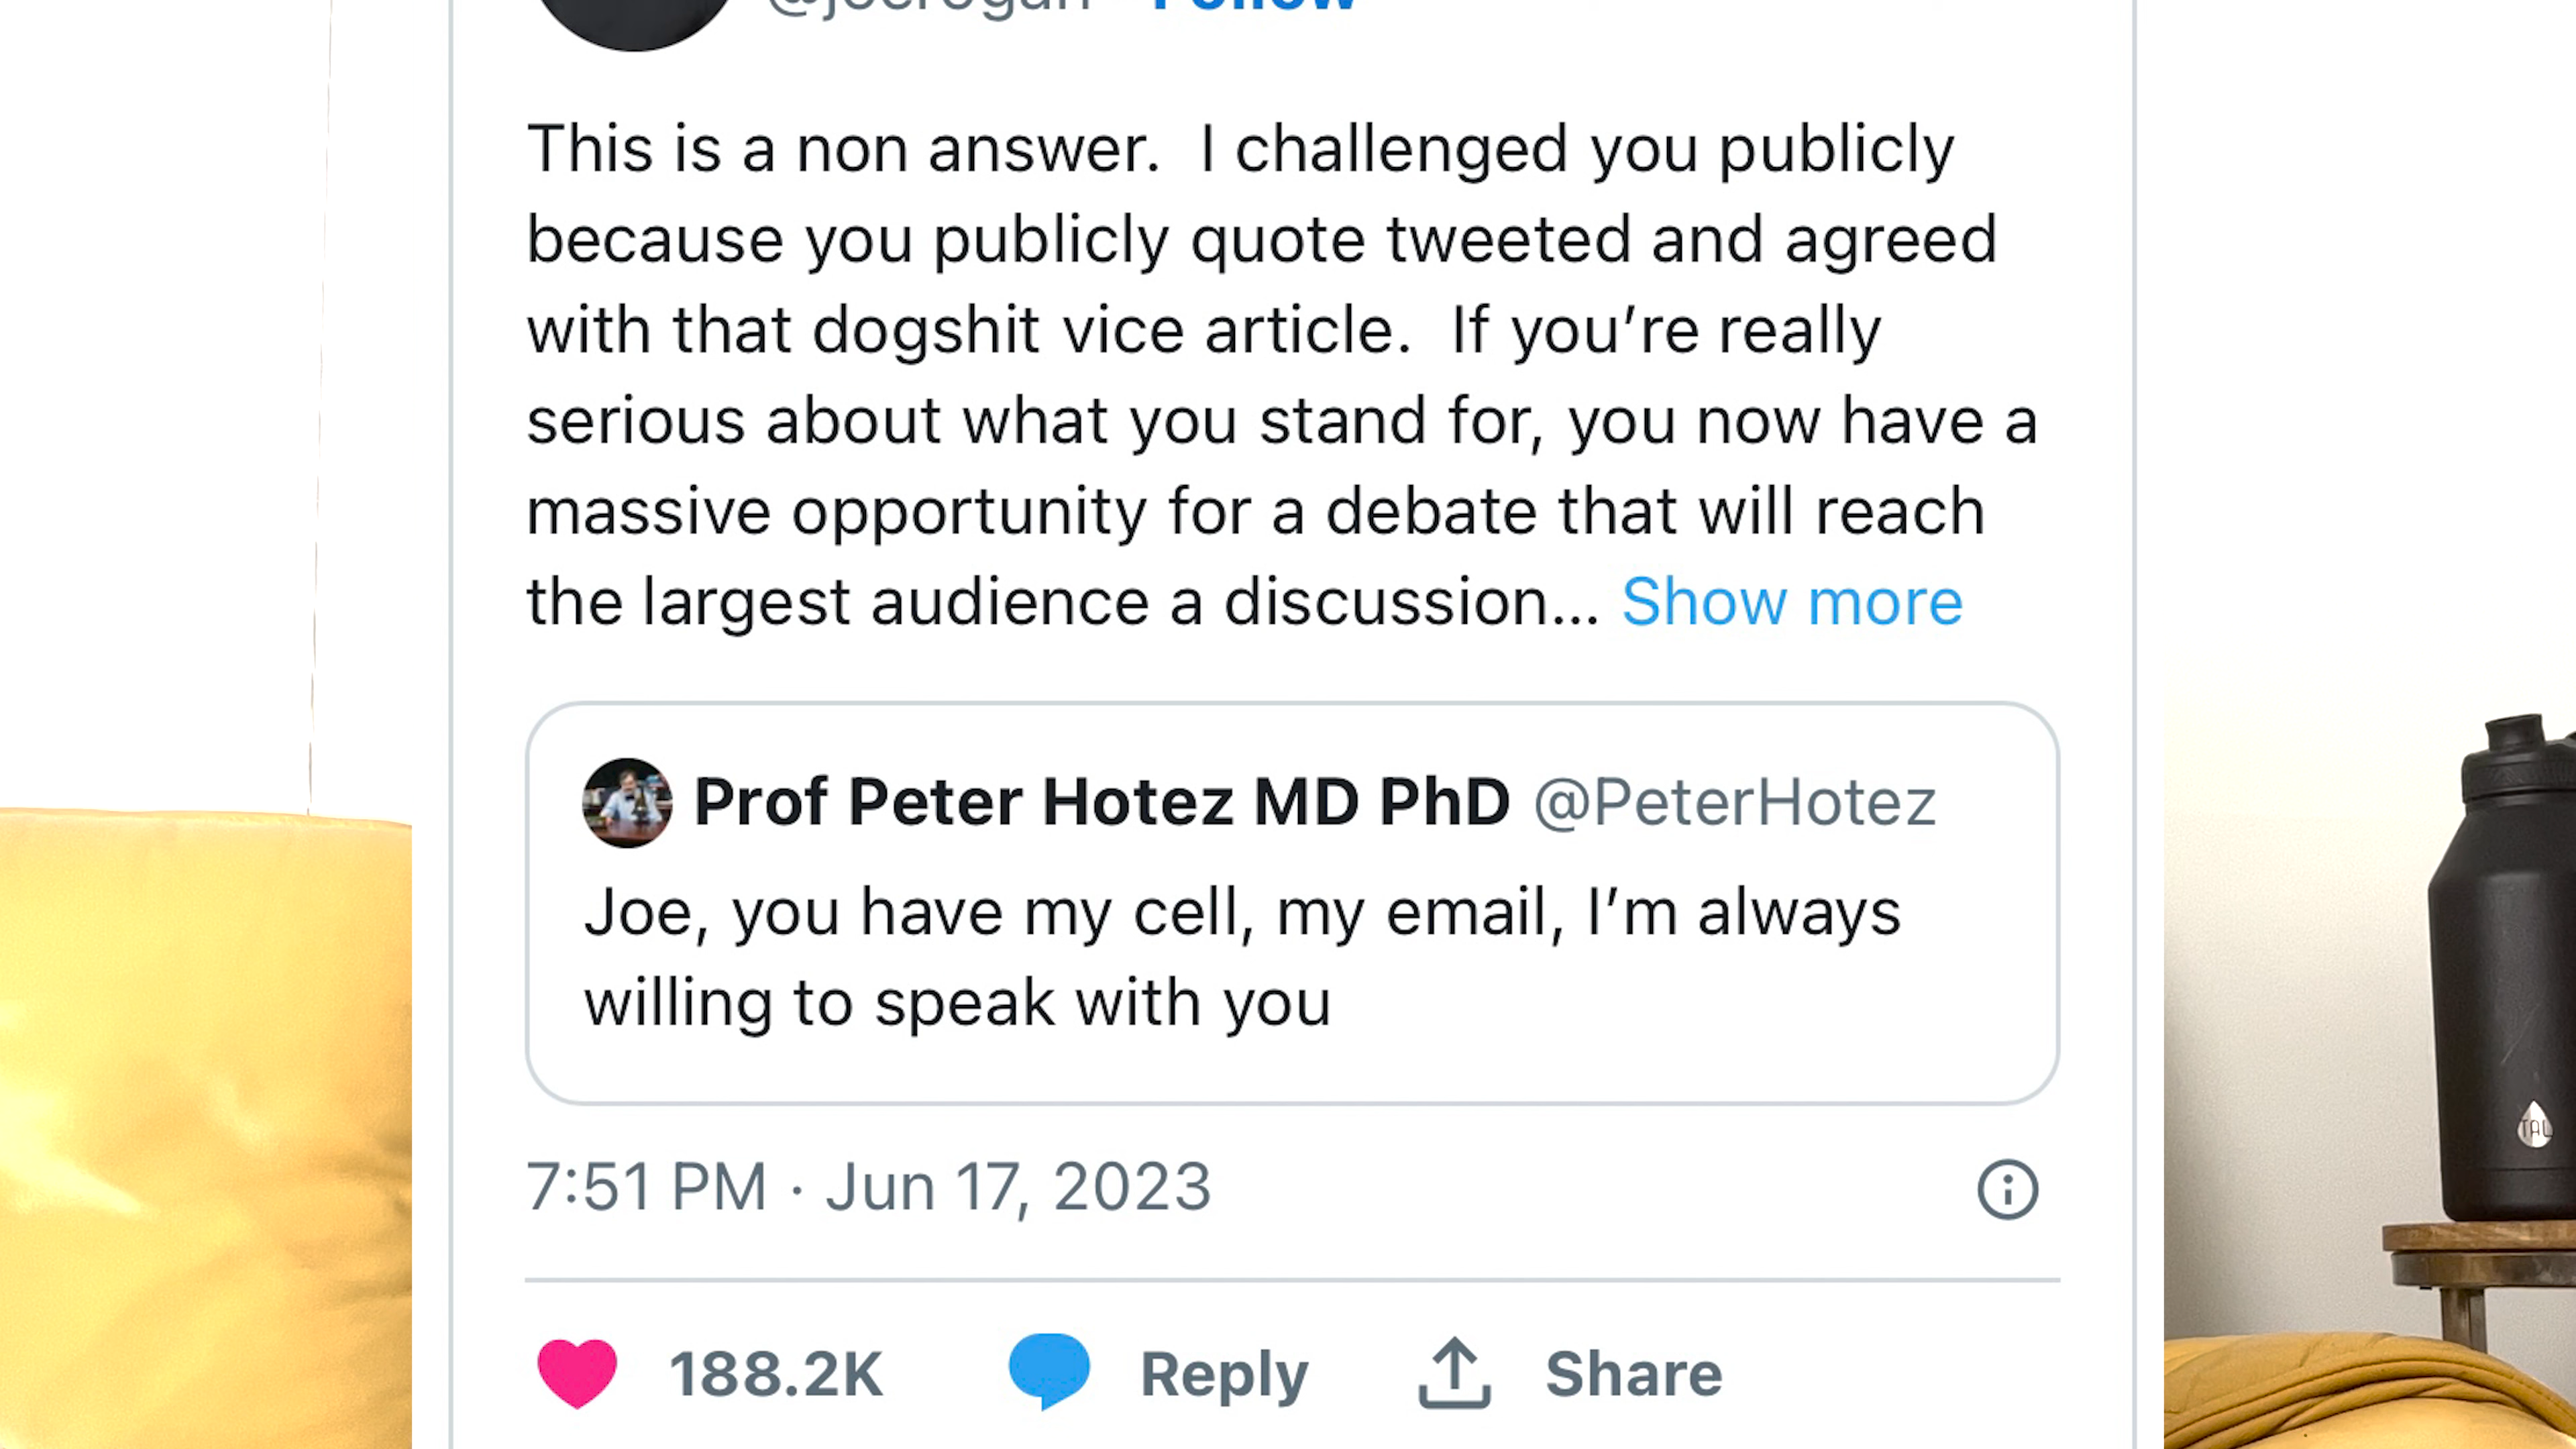 @joerogan · Follow
This is a non answer.  I challenged you publicly
because you publicly quote tweeted and agreed
with that dogshit vice article.  If you’re really
serious about what you stand for, you now have a
massive opportunity for a debate that will reach
the largest audience a discussion... Show more
Prof Peter Hotez MD PhD @PeterHotez
Joe, you have my cell, my email, I’m always
willing to speak with you
7:51 PM · Jun 17, 2023
188.2K Reply Share
TAL